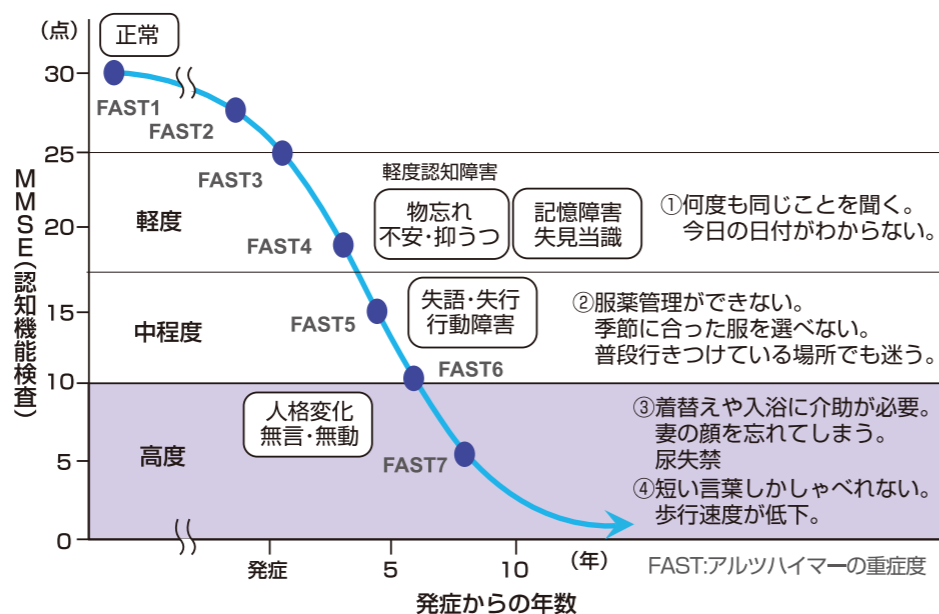 (点)
正常
30
FAST1
FAST2
25
FAST3
軽度認知障害
物忘れ
不安・抑うつ
記憶障害
失見当識
①何度も同じことを聞く。
今日の日付がわからない。
軽度
20
FAST4
MMSE(認知機能検査)
失語・失行
行動障害
②服薬管理ができない。
季節に合った服を選べない。
普段行きつけている場所でも迷う。
中程度
15
FAST5
FAST6
10
人格変化
無言・無動
③着替えや入浴に介助が必要。
妻の顔を忘れてしまう。
尿失禁
高度
5
FAST7
④短い言葉しかしゃべれない。
歩行速度が低下。
0
発症
5
10
(年)
FAST:アルツハイマーの重症度
発症からの年数